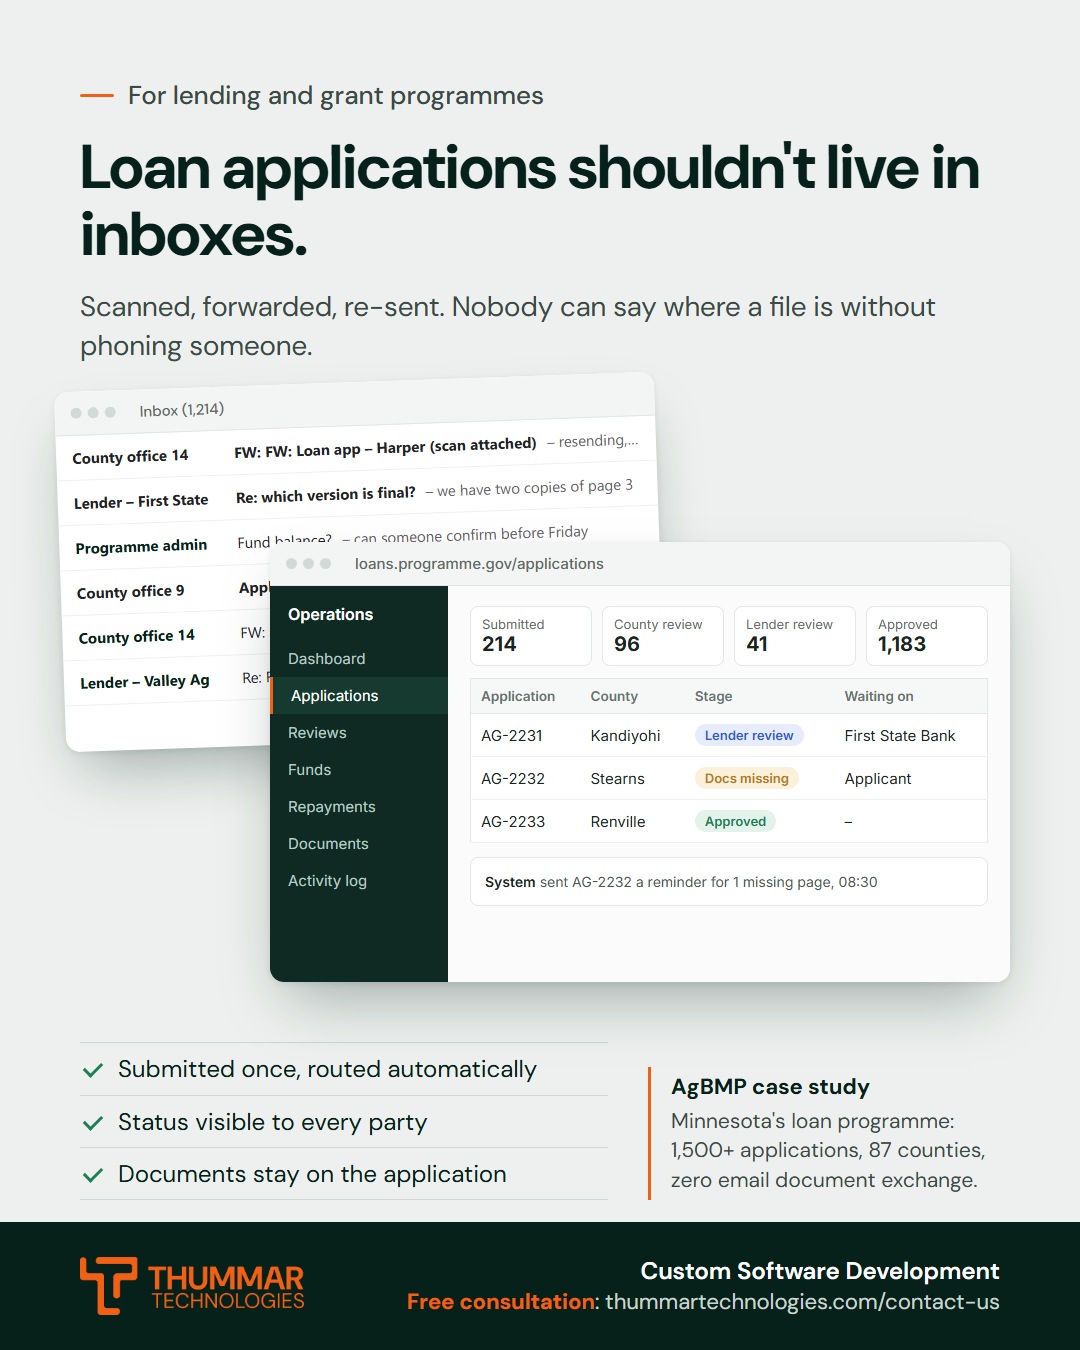 For lending and grant programmes
Loan applications shouldn't live in
inboxes.
Scanned, forwarded, re-sent. Nobody can say where a file is without
phoning someone.
Inbox (1,214)
County office 14 FW: FW: Loan app – Harper (scan attached) – resending,...
Lender – First State Re: which version is final? – we have two copies of page 3
Programme admin Fund balance? – can someone confirm before Friday
County office 9
County office 14 FW:
Lender – Valley Ag Re:
loans.programme.gov/applications
Operations
Dashboard
Applications
Reviews
Funds
Repayments
Documents
Activity log
Submitted County review Lender review Approved
214 96 41 1,183
Application County Stage Waiting on
AG-2231 Kandiyohi Lender review First State Bank
AG-2232 Stearns Docs missing Applicant
AG-2233 Renville Approved –
System sent AG-2232 a reminder for 1 missing page, 08:30
Submitted once, routed automatically
Status visible to every party
Documents stay on the application
AgBMP case study
Minnesota's loan programme:
1,500+ applications, 87 counties,
zero email document exchange.
THUMMAR
TECHNOLOGIES
Custom Software Development
Free consultation: thummartechnologies.com/contact-us